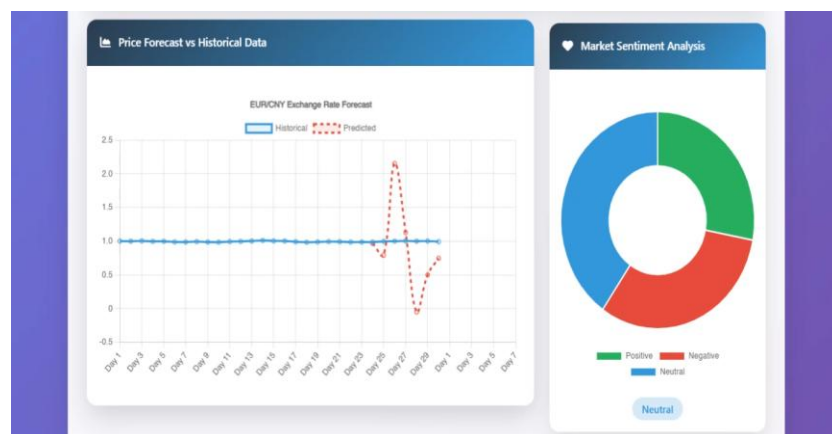 Price Forecast vs Historical Data
EUR/CNY Exchange Rate Forecast
Historical Predicted
2.5
2.0
1.5
1.0
0.5
0
-0.5
Day 1 Day 3 Day 5 Day 7 Day 9 Day 11 Day 13 Day 15 Day 17 Day 19 Day 21 Day 23 Day 25 Day 27 Day 29 Day 1 Day 3 Day 5 Day 7
Market Sentiment Analysis
Positive Negative
Neutral
Neutral